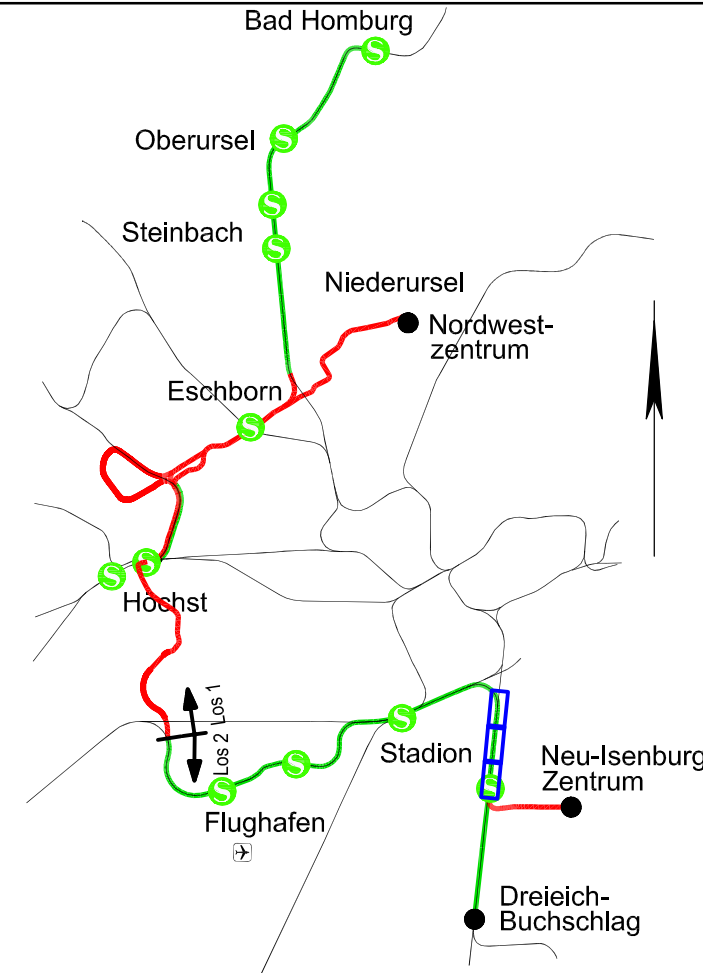 Bad Homburg
S
Oberursel
S
S
Steinbach
S
Niederursel
Nordwest-
zentrum
Eschborn
S
S
S
Höchst
Los 1
Los 2
S
Stadion
S
S
Flughafen
S
Neu-Isenburg
Zentrum
Dreieich-
Buchschlag